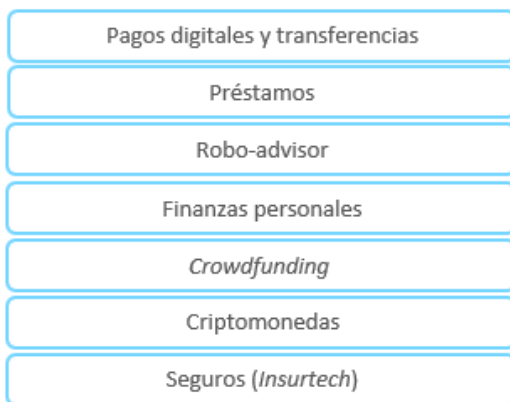 Pagos digitales y transferencias
Préstamos
Robo-advisor
Finanzas personales
Crowdfunding
Criptomonedas
Seguros (Insurtech)